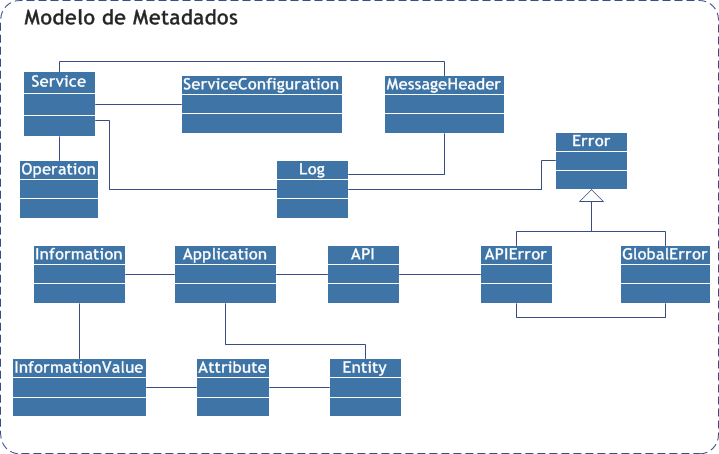 Modelo de Metadados
Service
ServiceConfiguration
MessageHeader
Error
Operation
Log
Information
Application
API
APIError
GlobalError
InformationValue
Attribute
Entity